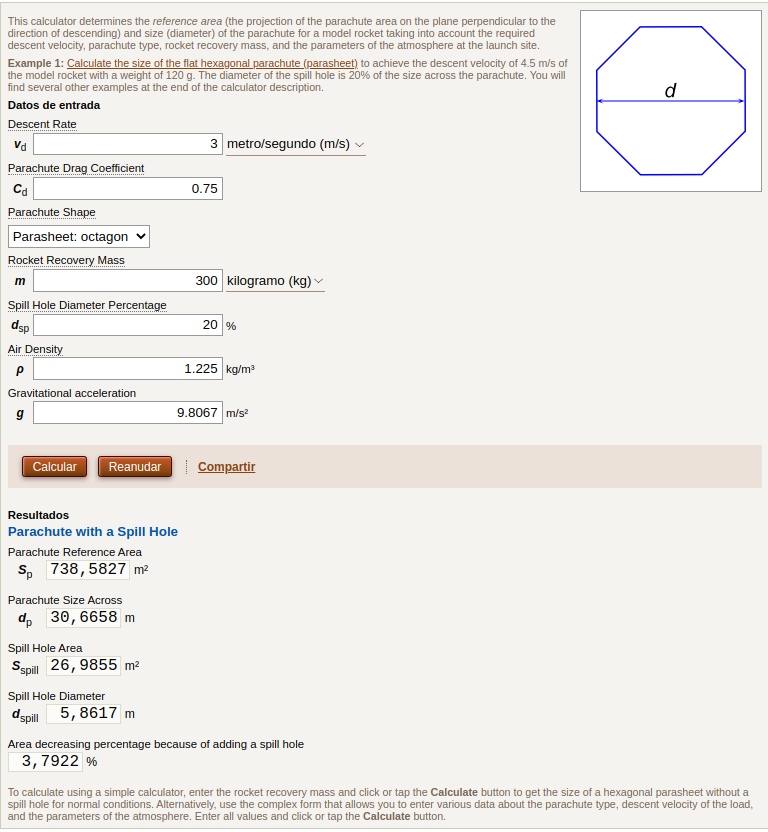 This calculator determines the reference area (the projection of the parachute area on the plane perpendicular to the
direction of descending) and size (diameter) of the parachute for a model rocket taking into account the required
descent velocity, parachute type, rocket recovery mass, and the parameters of the atmosphere at the launch site.
Example 1: Calculate the size of the flat hexagonal parachute (parasheet) to achieve the descent velocity of 4.5 m/s of
the model rocket with a weight of 120 g. The diameter of the spill hole is 20% of the size across the parachute. You will
find several other examples at the end of the calculator description.
d
Datos de entrada
Descent Rate
vd 3 metro/segundo (m/s)
Parachute Drag Coefficient
Cd 0.75
Parachute Shape
Parasheet: octagon
Rocket Recovery Mass
m 300 kilogramo (kg)
Spill Hole Diameter Percentage
dsp 20 %
Air Density
ρ 1.225 kg/m³
Gravitational acceleration
g 9.8067 m/s²
Calcular Reanudar Compartir
Resultados
Parachute with a Spill Hole
Parachute Reference Area
Sp 738,5827 m²
Parachute Size Across
dp 30,6658 m
Spill Hole Area
Sspill 26,9855 m²
Spill Hole Diameter
dspill 5,8617 m
Area decreasing percentage because of adding a spill hole
3,7922 %
To calculate using a simple calculator, enter the rocket recovery mass and click or tap the Calculate button to get the size of a hexagonal parasheet without a
spill hole for normal conditions. Alternatively, use the complex form that allows you to enter various data about the parachute type, descent velocity of the load,
and the parameters of the atmosphere. Enter all values and click or tap the Calculate button.